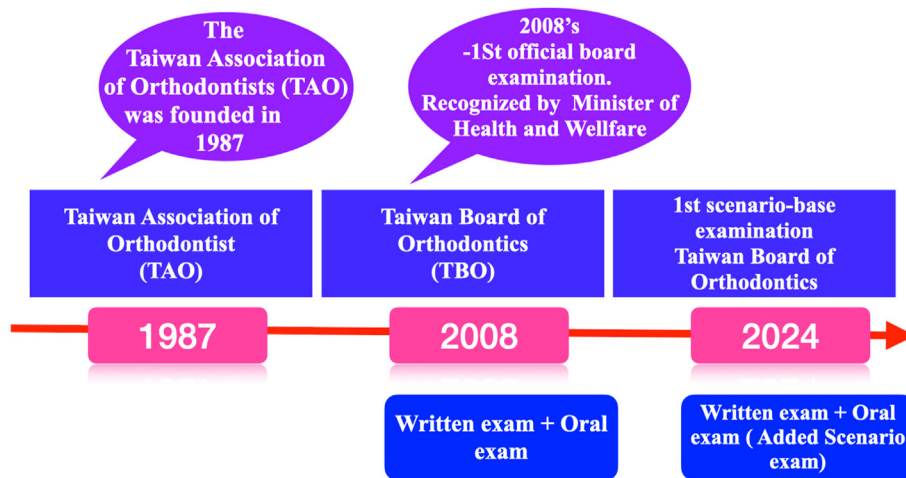 The
Taiwan Association
of Orthodontists (TAO)
was founded in
1987
2008's
-1St official board
examination.
Recognized by Minister of
Health and Wellfare
Taiwan Association of
Orthodontist
(TAO)
Taiwan Board of
Orthodontics
(TBO)
1st scenario-base
examination
Taiwan Board of
Orthodontics
1987
2008
2024
Written exam + Oral
exam
Written exam + Oral
exam ( Added Scenario
exam)